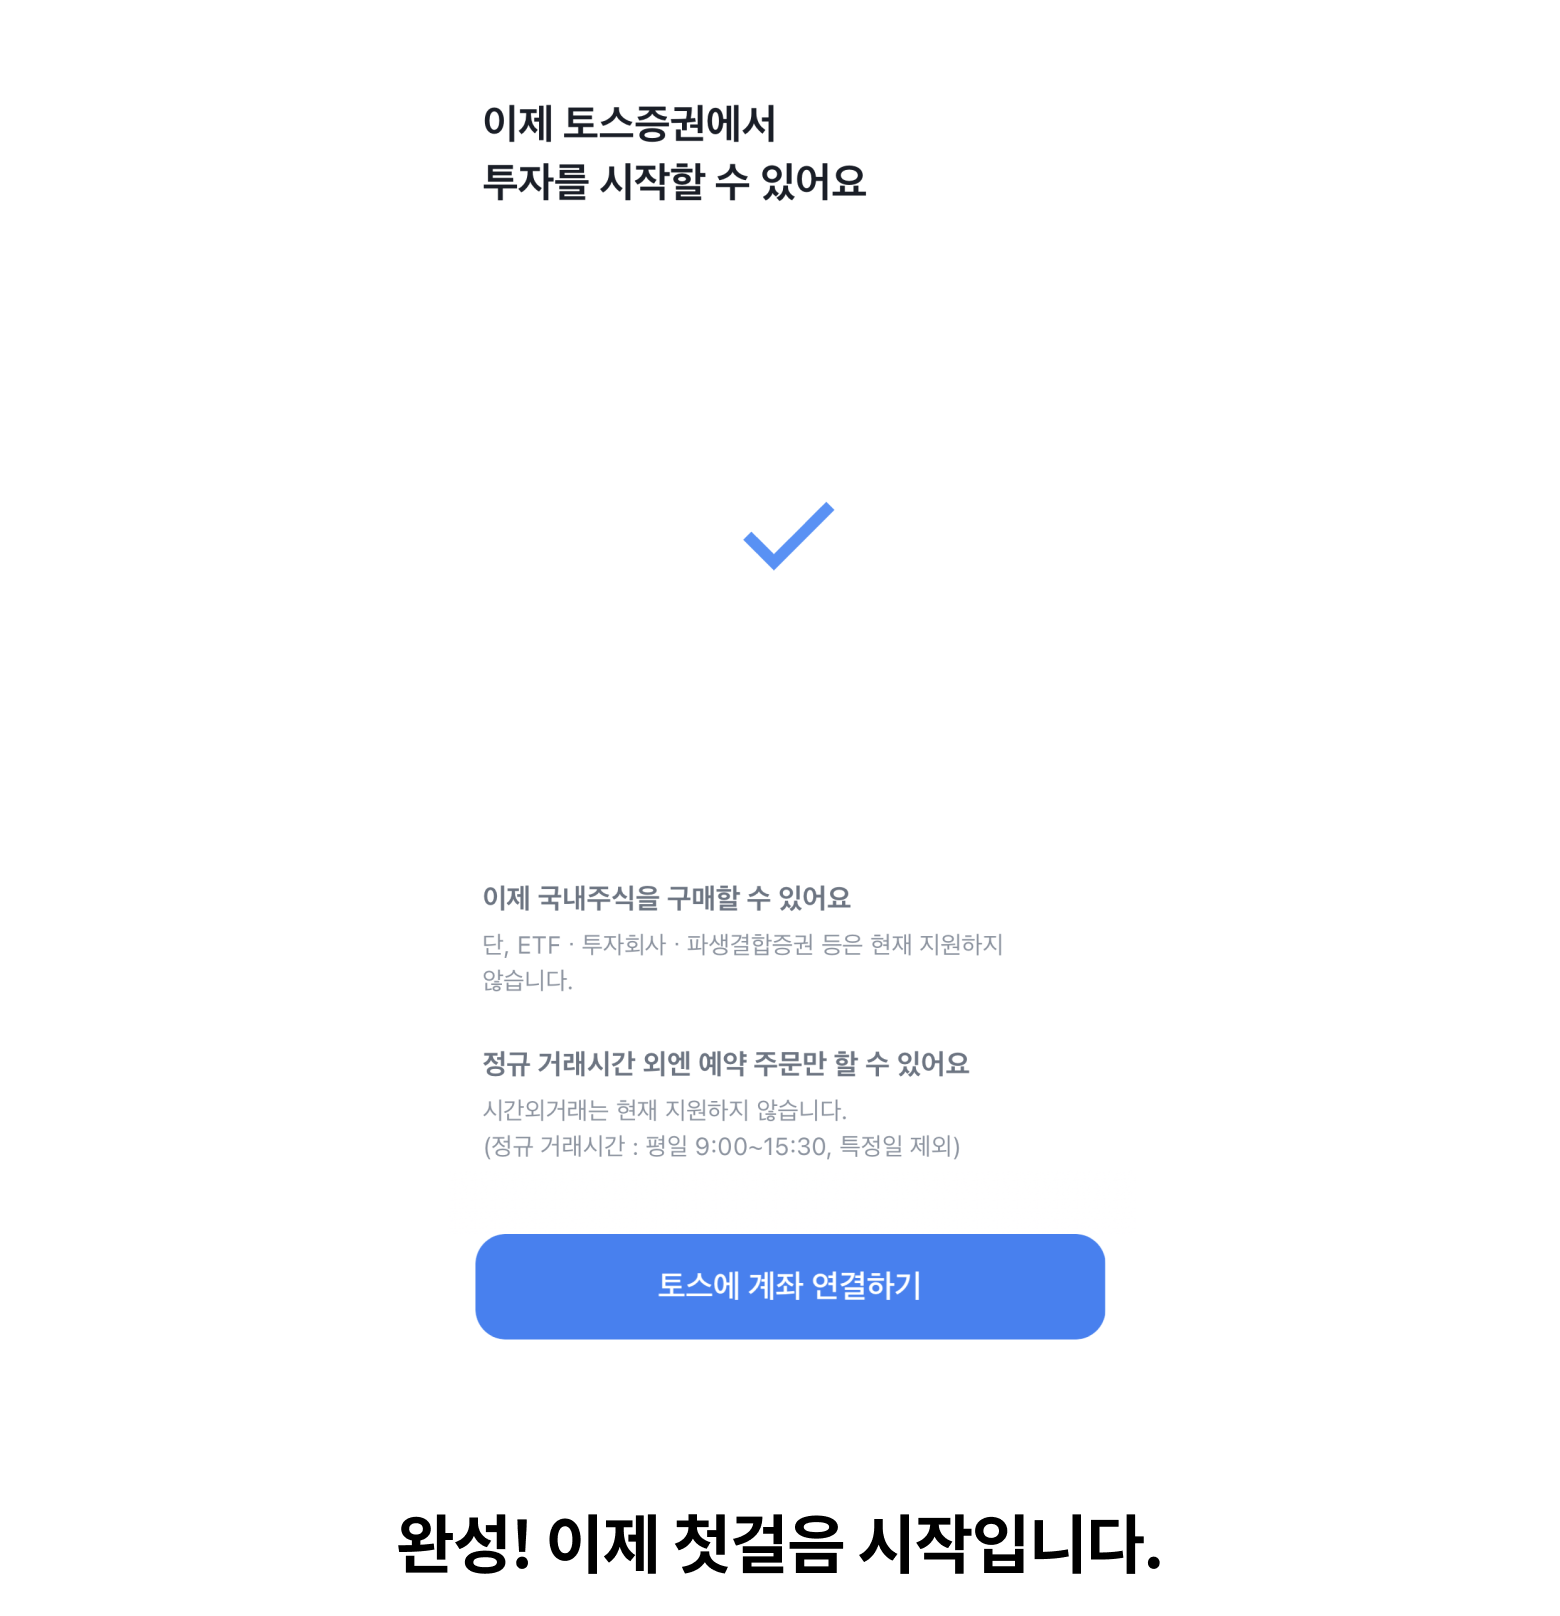 이제 토스증권에서
투자를 시작할 수 있어요
이제 국내주식을 구매할 수 있어요
단, ETF · 투자회사 · 파생결합증권 등은 현재 지원하지
않습니다.
정규 거래시간 외엔 예약 주문만 할 수 있어요
시간외거래는 현재 지원하지 않습니다.
(정규 거래시간 : 평일 9:00~15:30, 특정일 제외)
토스에 계좌 연결하기
완성! 이제 첫걸음 시작입니다.